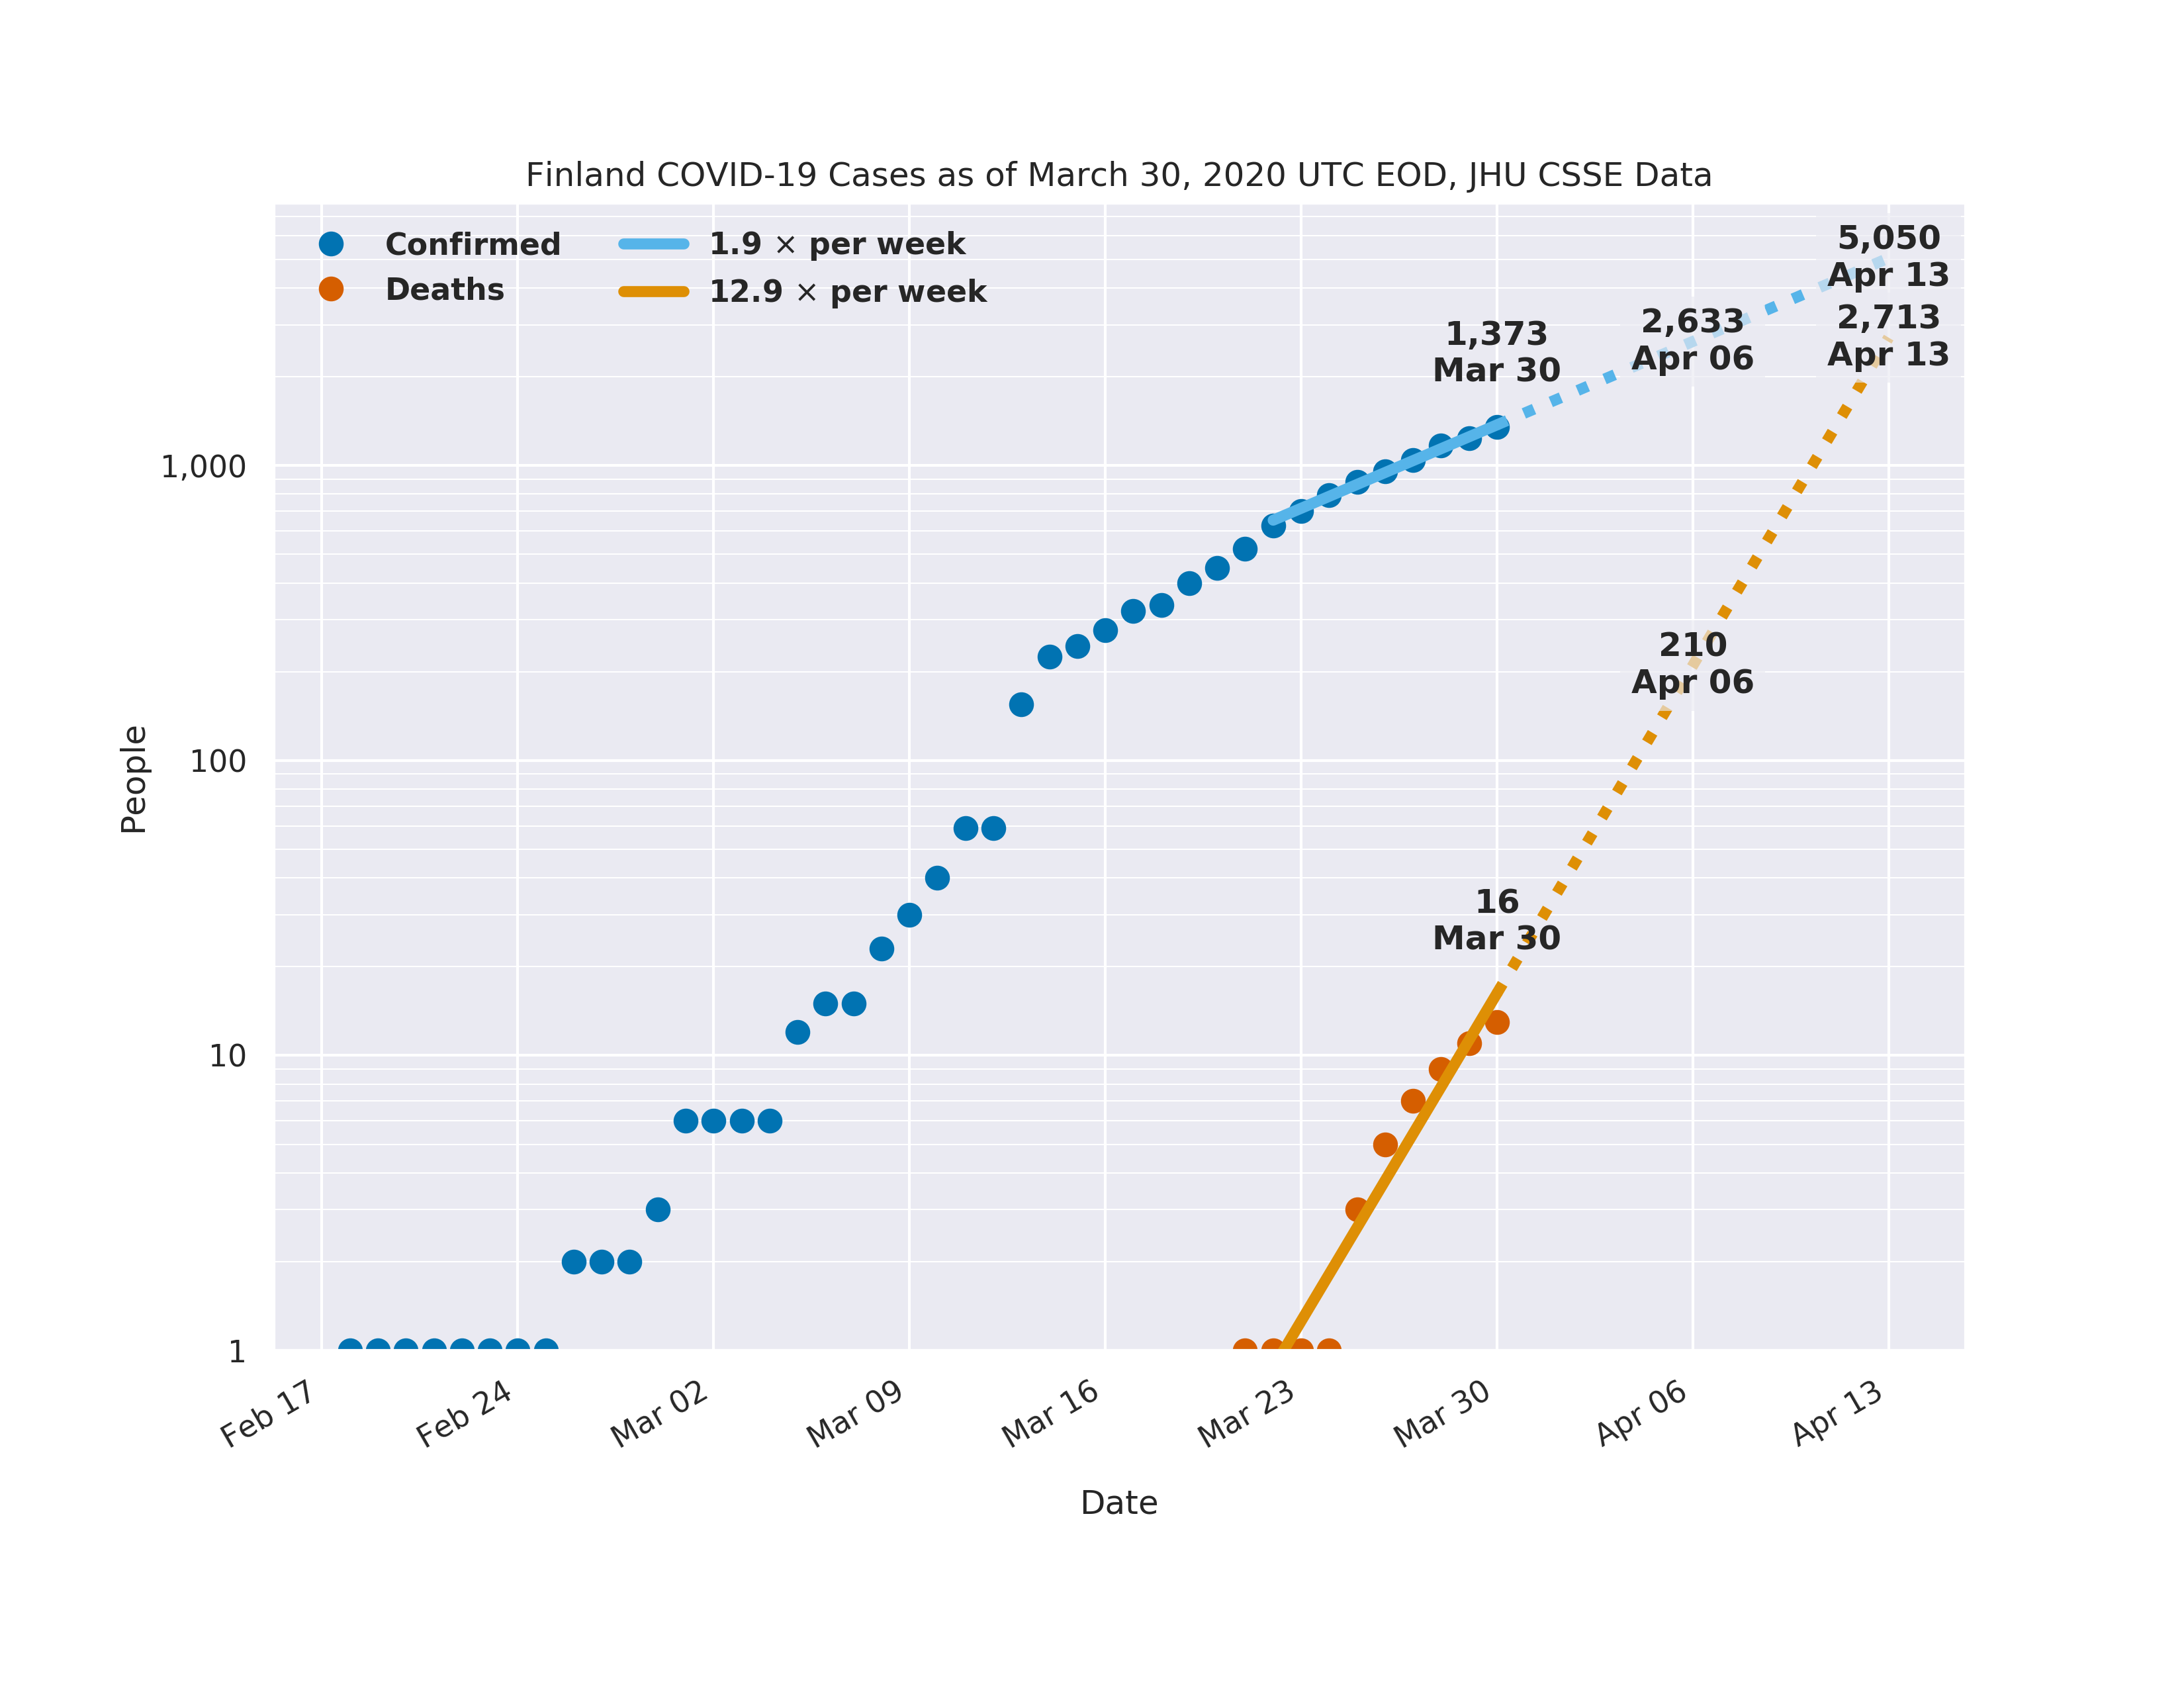 Finland COVID-19 Cases as of March 30, 2020 UTC EOD, JHU CSSE Data
Confirmed
Deaths
1.9 × per week
12.9 × per week
5,050
Apr 13
2,713
Apr 13
2,633
Apr 06
1,373
Mar 30
210
Apr 06
16
Mar 30
People
1,000
100
10
1
Feb 17
Feb 24
Mar 02
Mar 09
Mar 16
Mar 23
Mar 30
Apr 06
Apr 13
Date